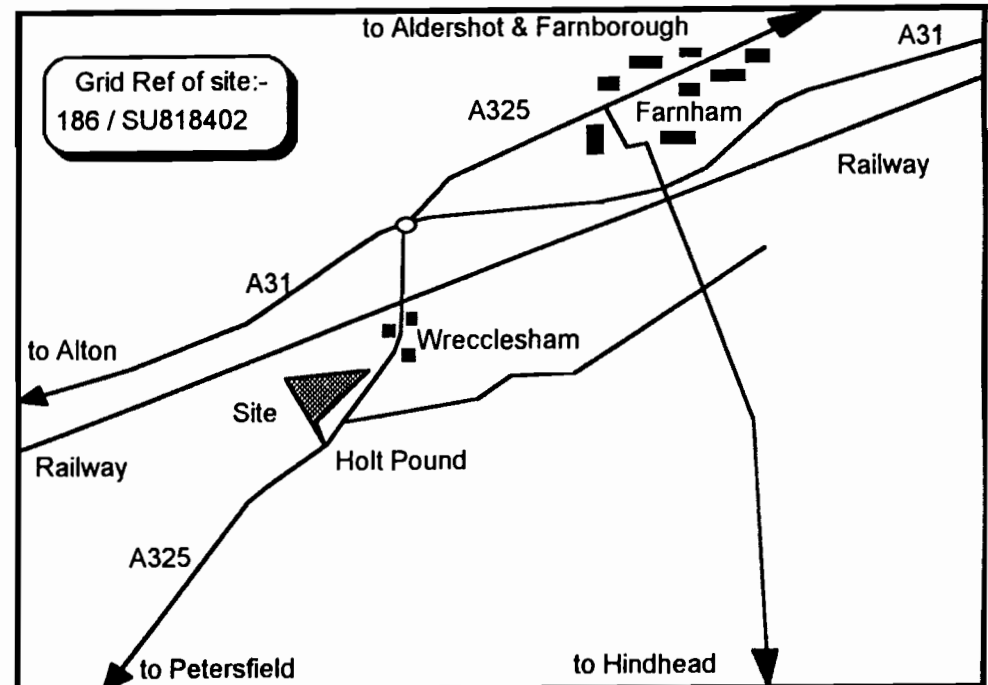 to Aldershot & Farnborough
A31
Grid Ref of site:-
186 / SU818402
A325
Farnham
Railway
A31
Wrecclesham
to Alton
Site
Railway
Holt Pound
A325
to Petersfield
to Hindhead